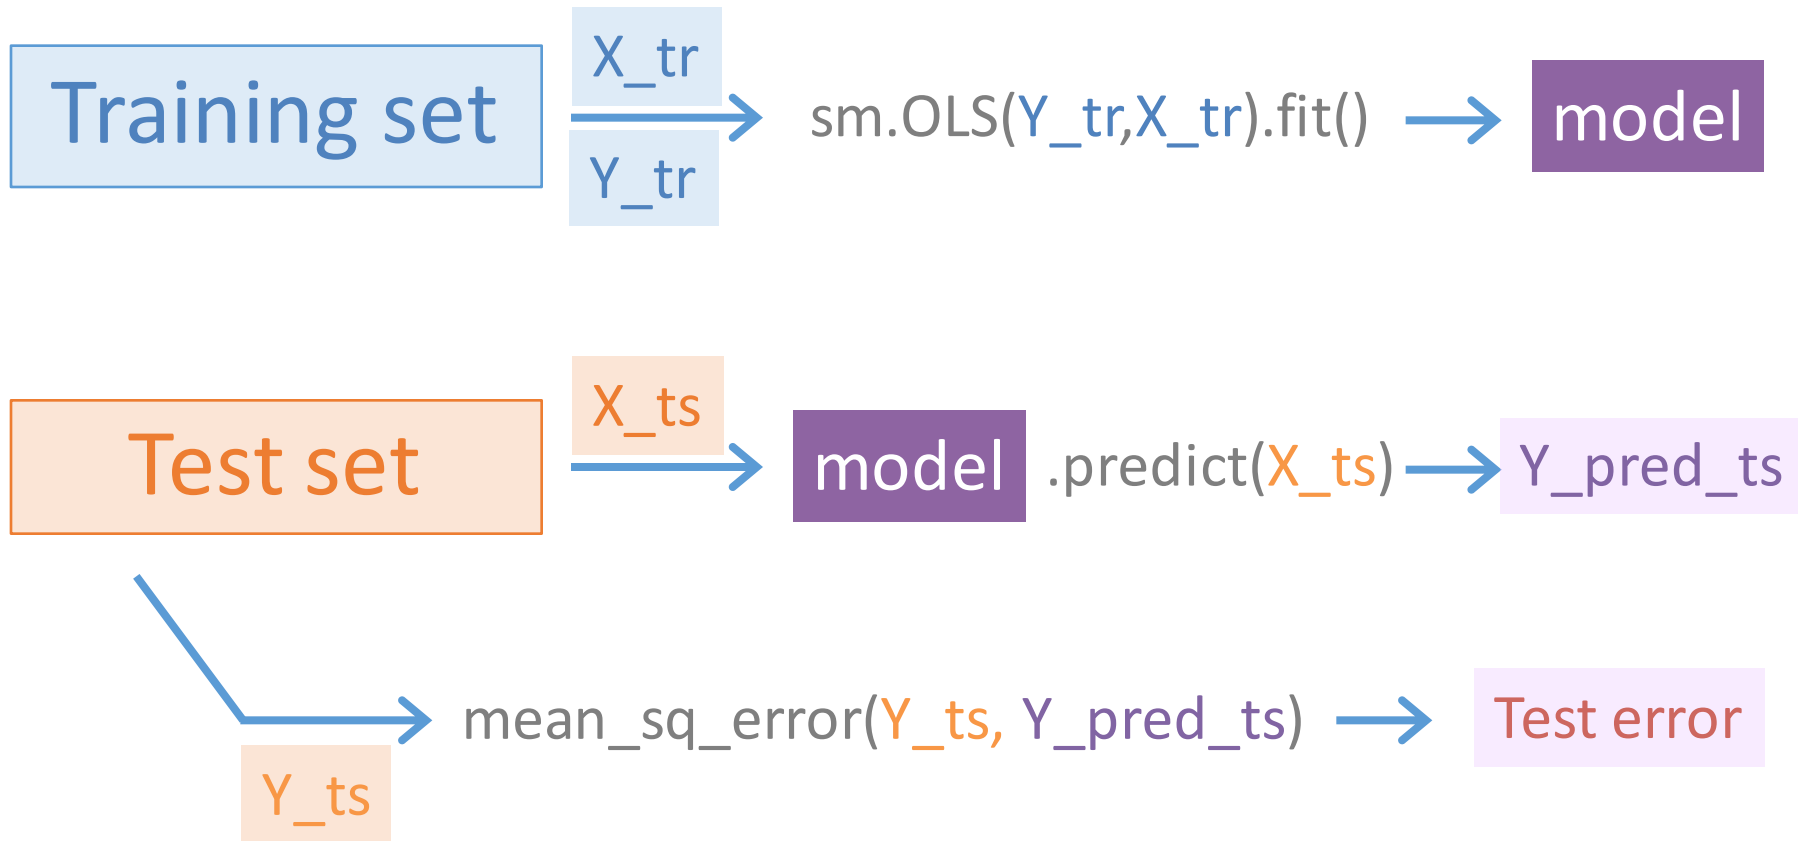 X_tr
Training set
sm.OLS(Y_tr,X_tr).fit()
model
Y_tr
X_ts
Test set
model .predict(X_ts)
Y_pred_ts
mean_sq_error(Y_ts, Y_pred_ts)
Test error
Y_ts